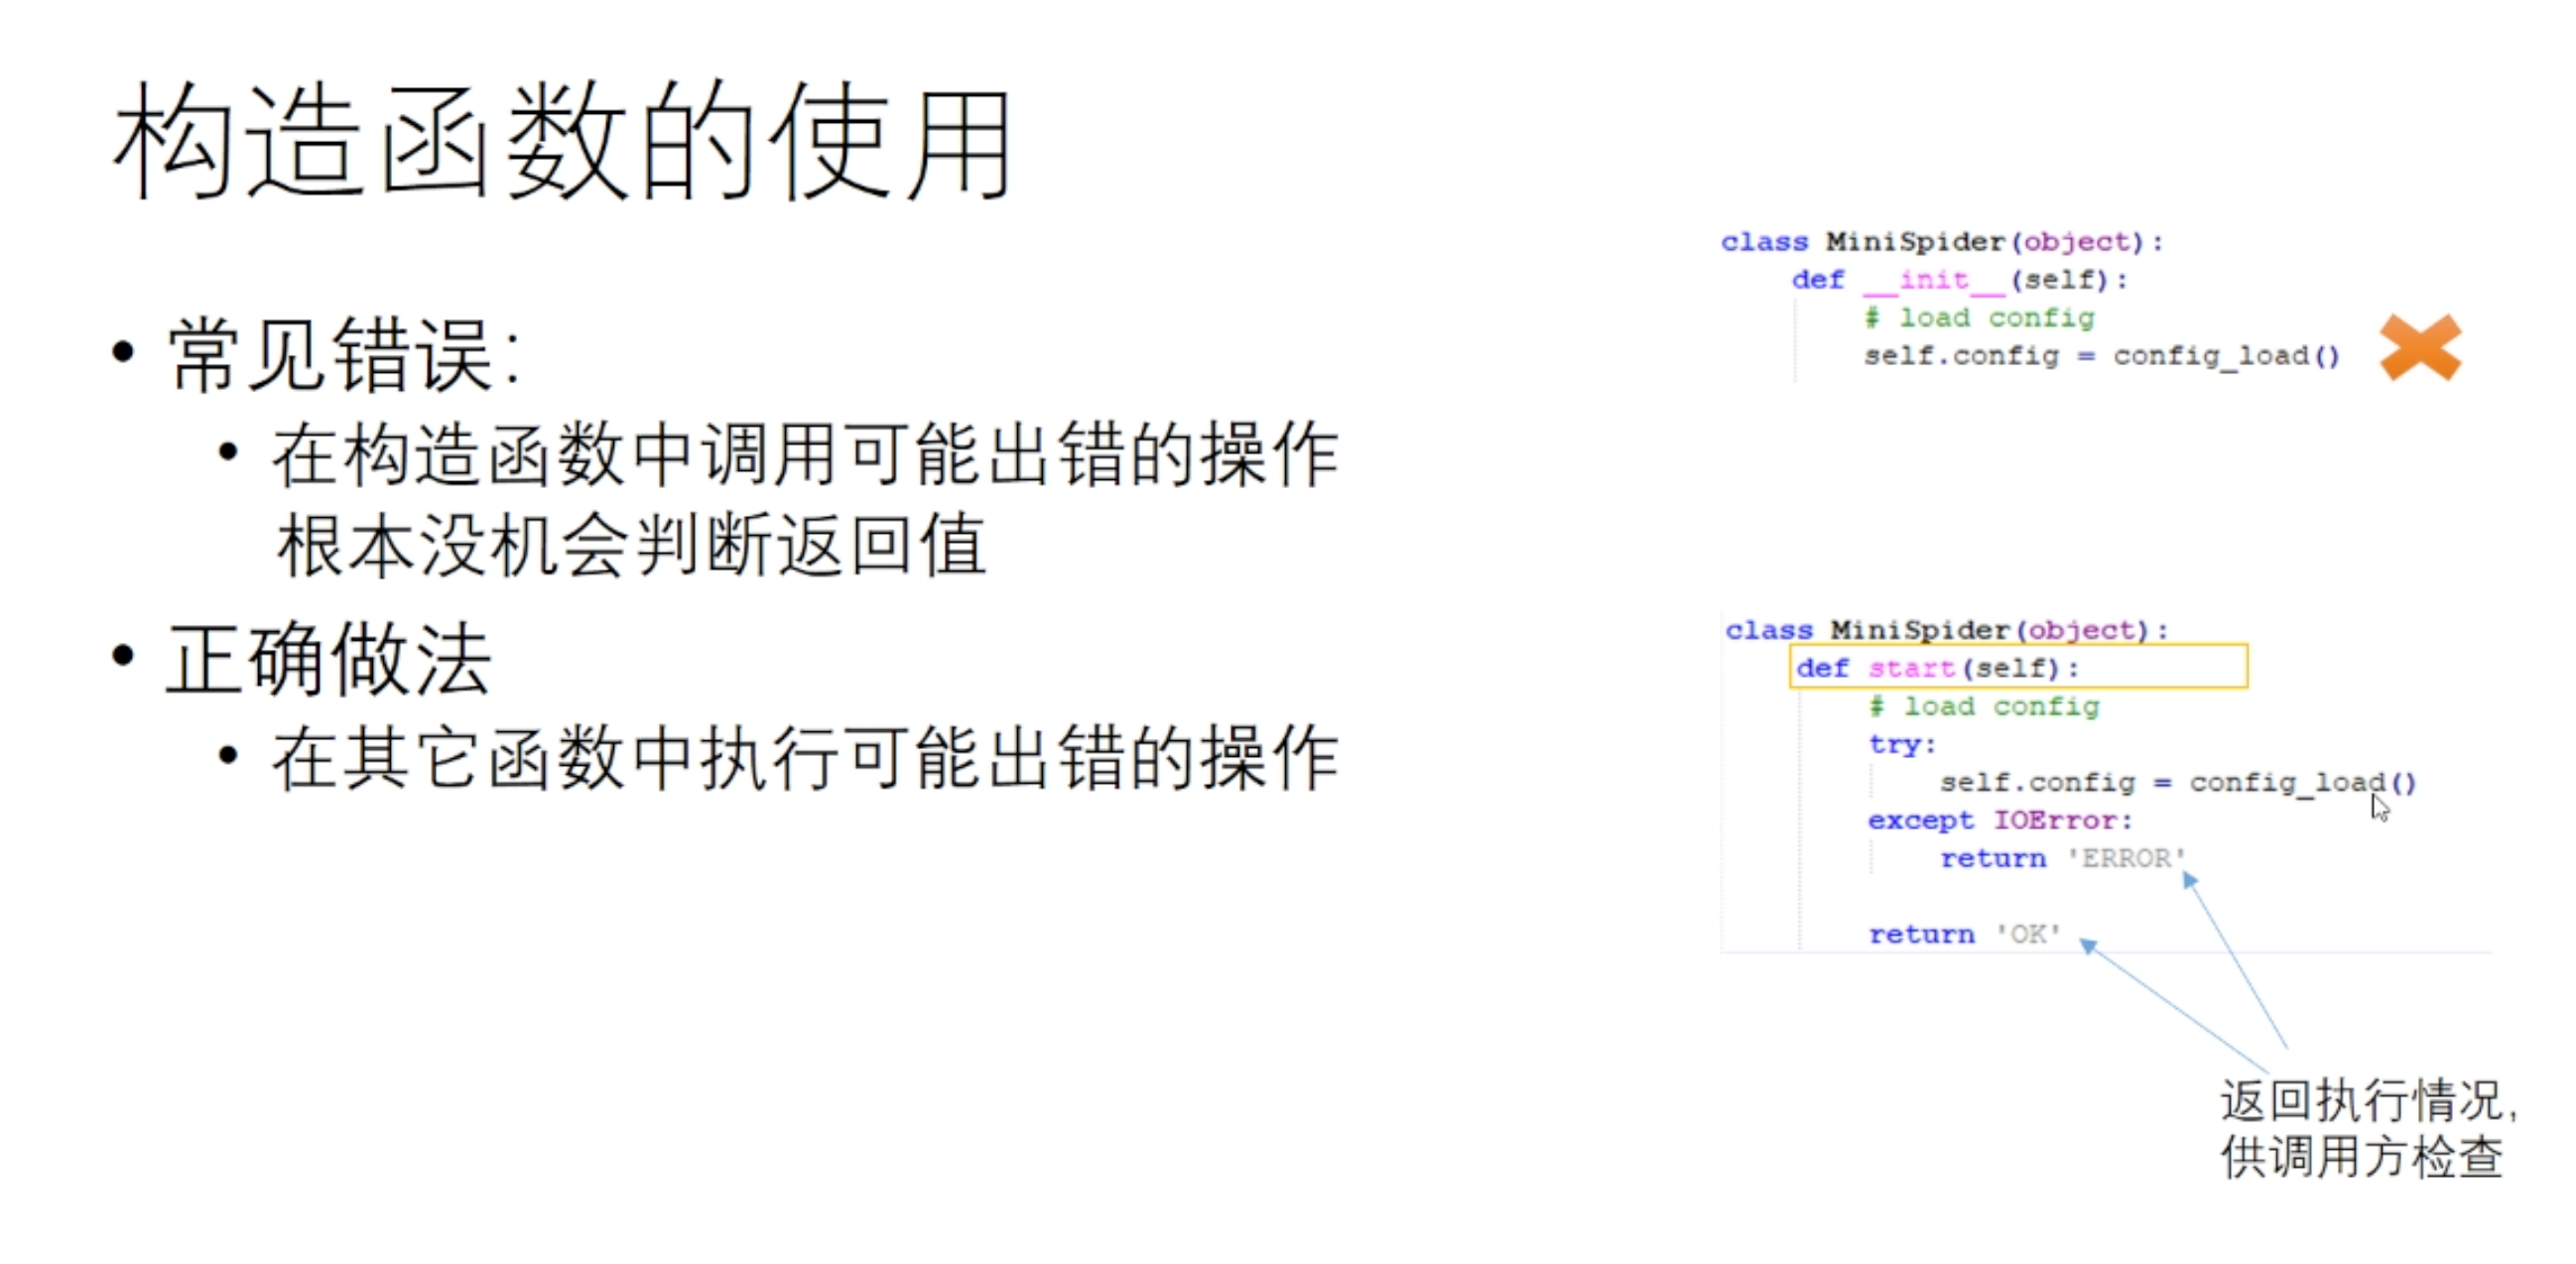 构造函数的使用
• 常见错误：
• 在构造函数中调用可能出错的操作
根本没机会判断返回值
• 正确做法
• 在其它函数中执行可能出错的操作
class MiniSpider(object):
def __init__(self):
# load config
self.config = config_load()
class MiniSpider(object):
def start(self):
# load config
try:
self.config = config_load()
except IOError:
return 'ERROR'
return 'OK'
返回执行情况，
供调用方检查